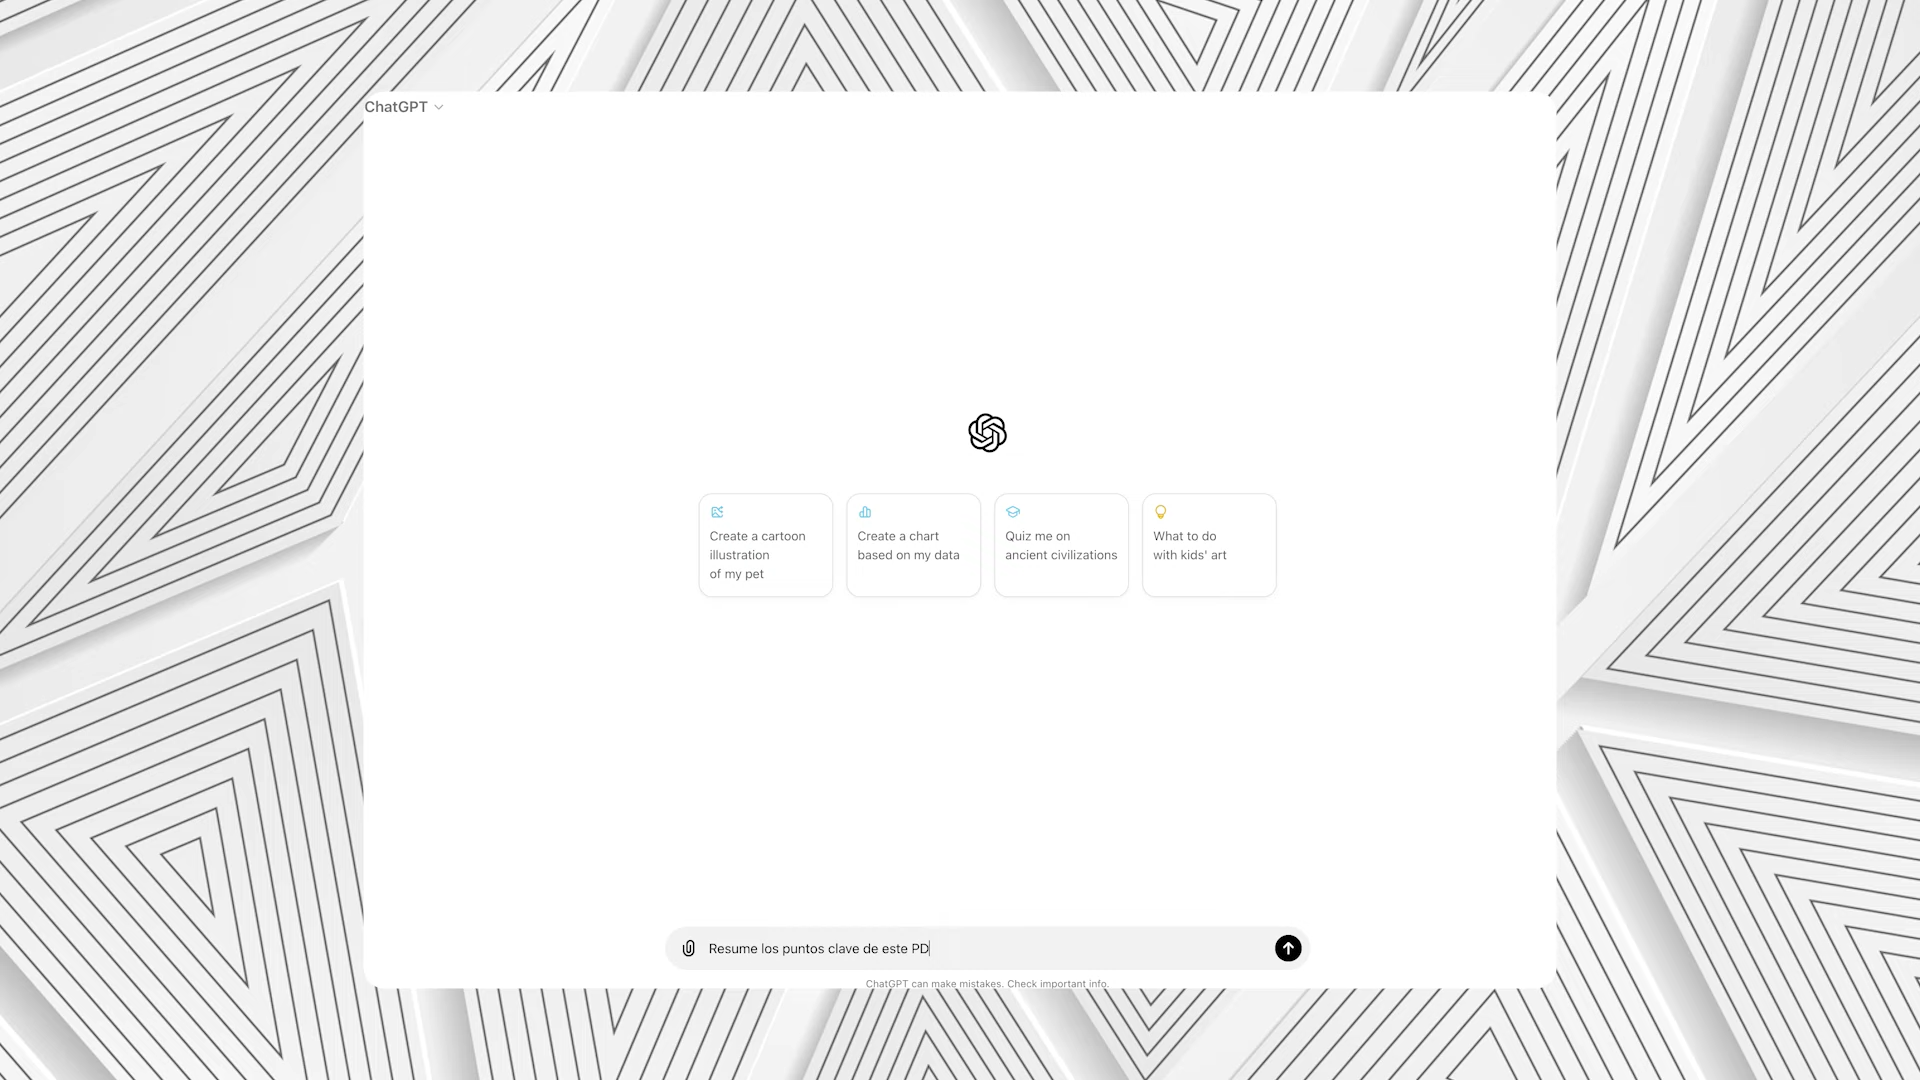 ChatGPT
Create a cartoon
illustration
of my pet
Create a chart
based on my data
Quiz me on
ancient civilizations
What to do
with kids' art
Resume los puntos clave de este PD
ChatGPT can make mistakes. Check important info.